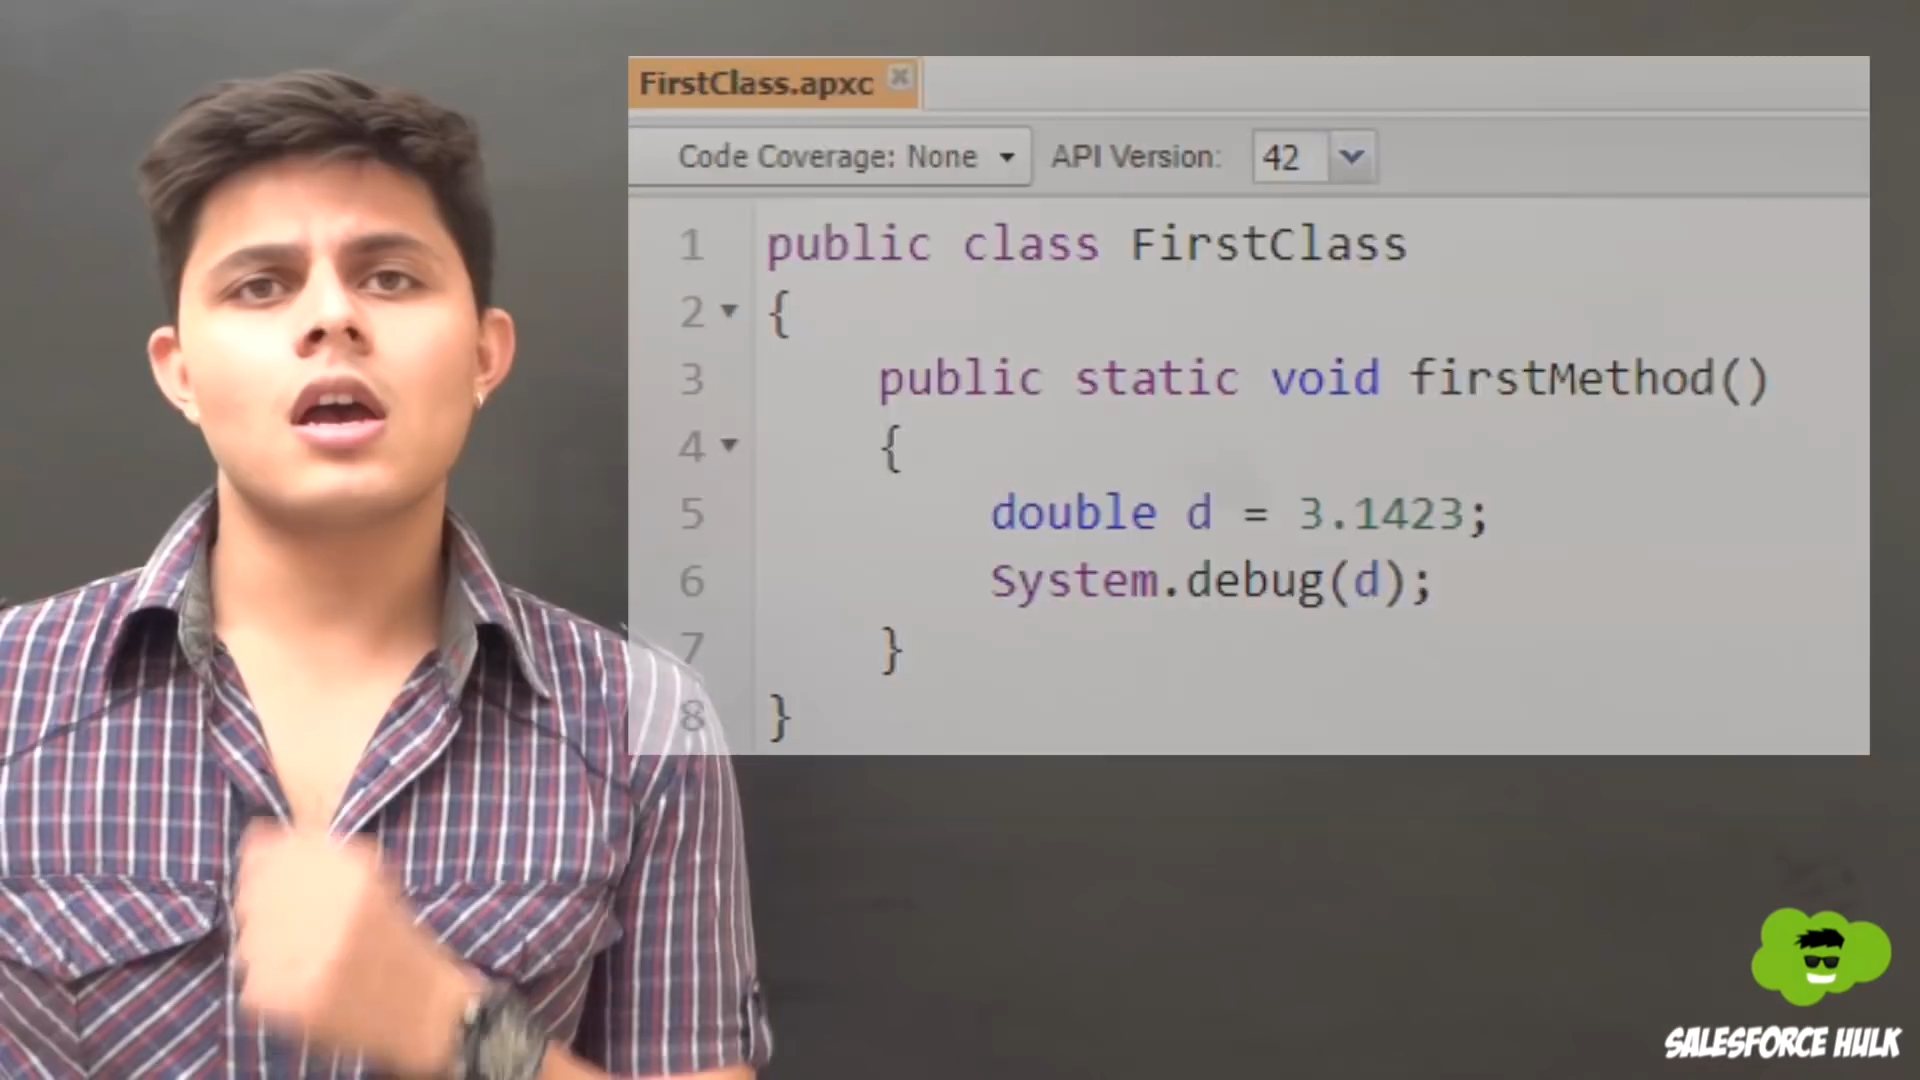 FirstClass.apxc
Code Coverage: None API Version: 42
1 public class FirstClass
2 {
3 public static void firstMethod()
4 {
5 double d = 3.1423;
6 System.debug(d);
7 }
8 }
SALESFORCE HULK